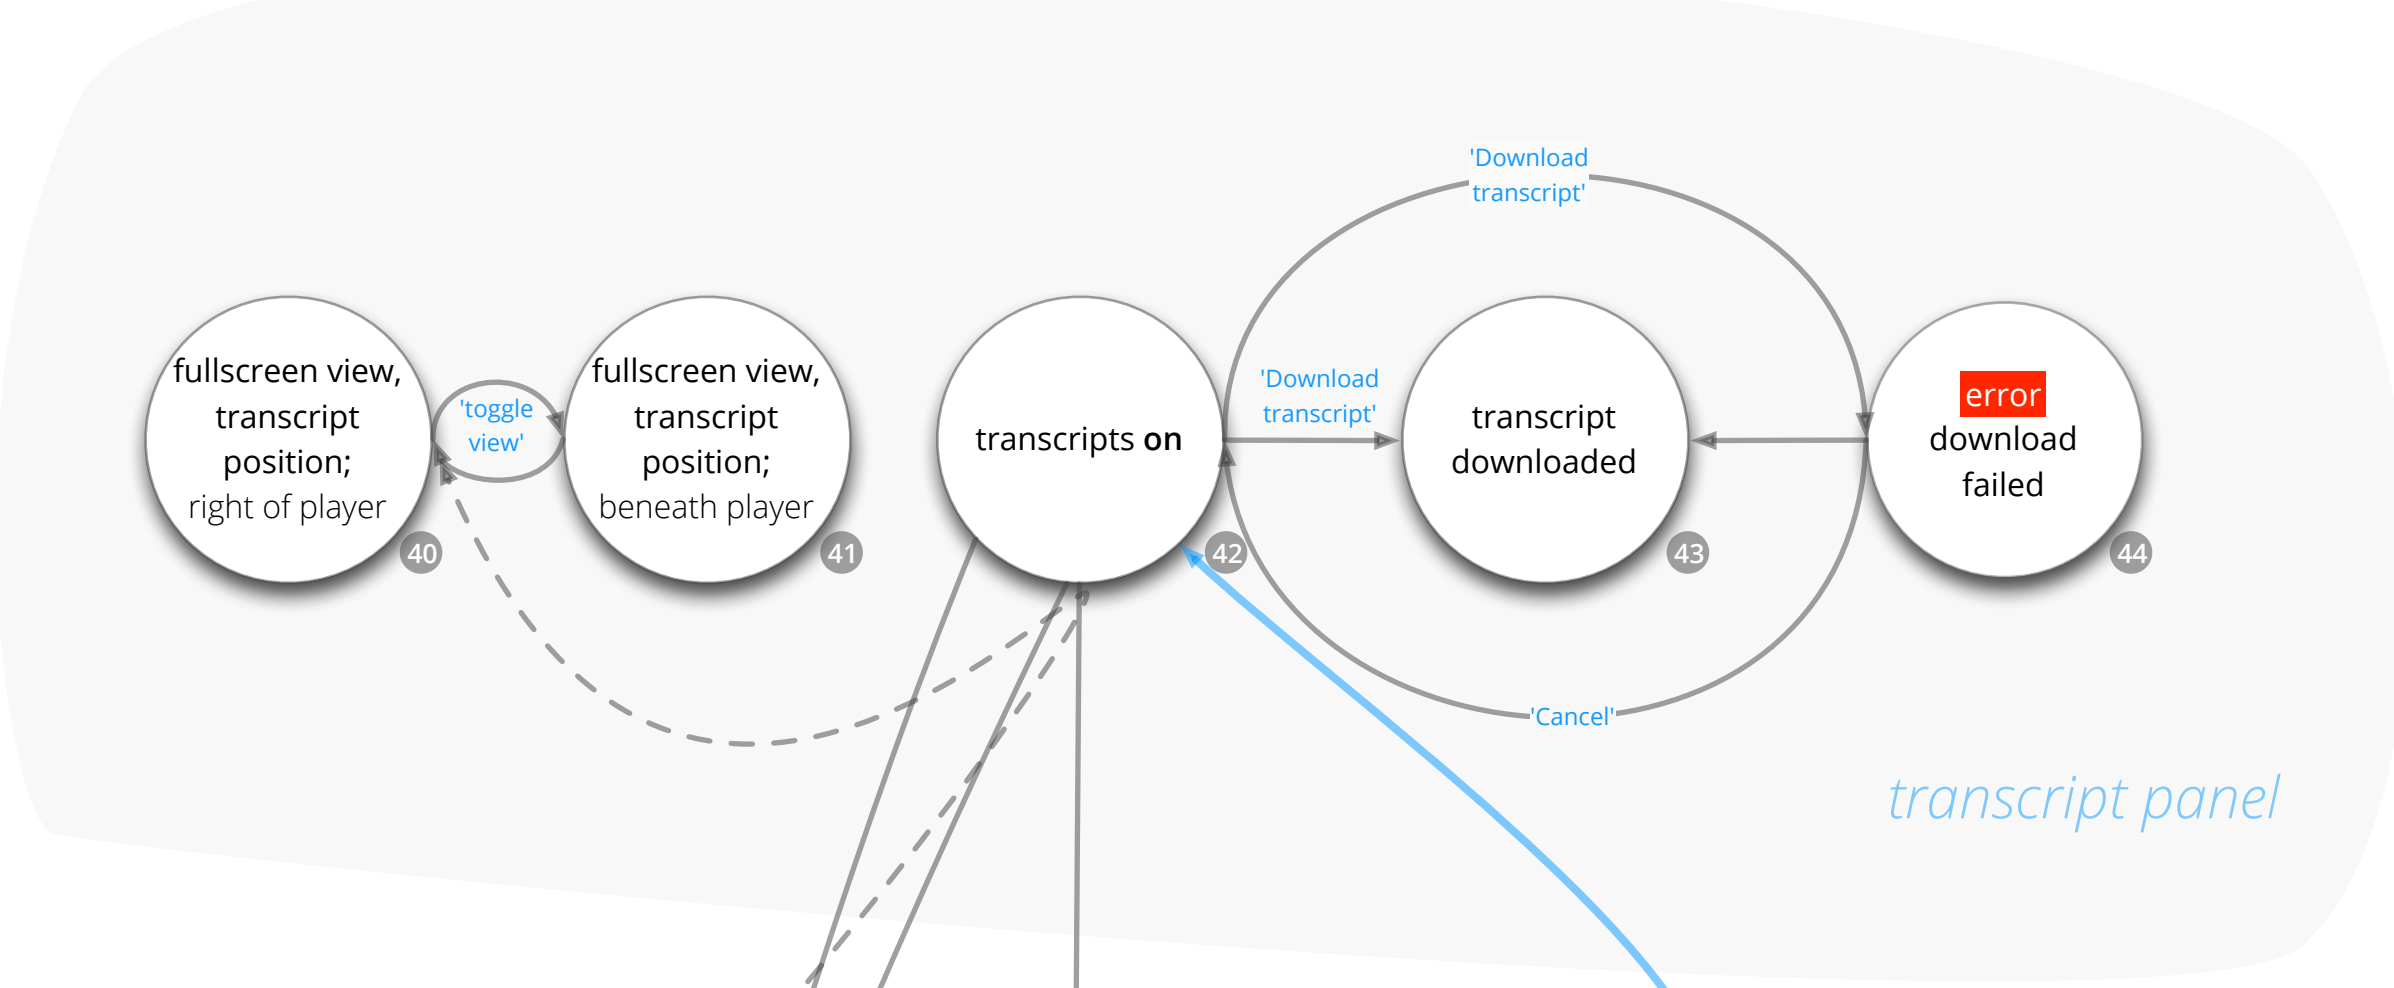 'Download
transcript'
fullscreen view,
transcript
position;
right of player
40
'toggle
view'
fullscreen view,
transcript
position;
beneath player
41
transcripts on
42
'Download
transcript'
transcript
downloaded
43
error
download
failed
44
'Cancel'
transcript panel